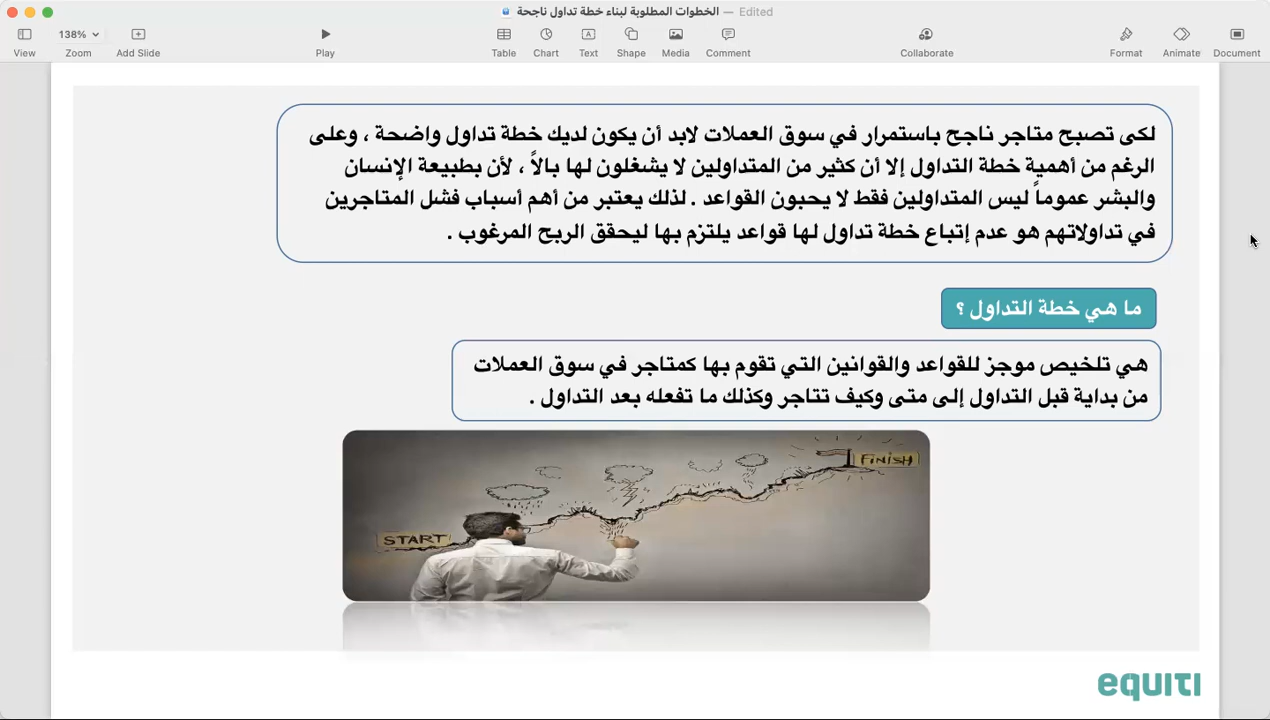 الخطوات المطلوبة لبناء خطة تداول ناجحة — Edited
138%
View
Zoom
Add Slide
Play
Table
Chart
Text
Shape
Media
Comment
Collaborate
Format
Animate
Document
لكى تصبح متاجر ناجح باستمرار في سوق العملات لابد أن يكون لديك خطة تداول واضحة ، وعلى
الرغم من أهمية خطة التداول إلا أن كثير من المتداولين لا يشغلون لها بالاً ، لأن بطبيعة الإنسان
والبشر عموماً ليس المتداولين فقط لا يحبون القواعد . لذلك يعتبر من أهم أسباب فشل المتاجرين
في تداولاتهم هو عدم إتباع خطة تداول لها قواعد يلتزم بها ليحقق الربح المرغوب .
ما هي خطة التداول ؟
هي تلخيص موجز للقواعد والقوانين التي تقوم بها كمتاجر في سوق العملات
من بداية قبل التداول إلى متى وكيف تتاجر وكذلك ما تفعله بعد التداول .
FINISH
START
equiti